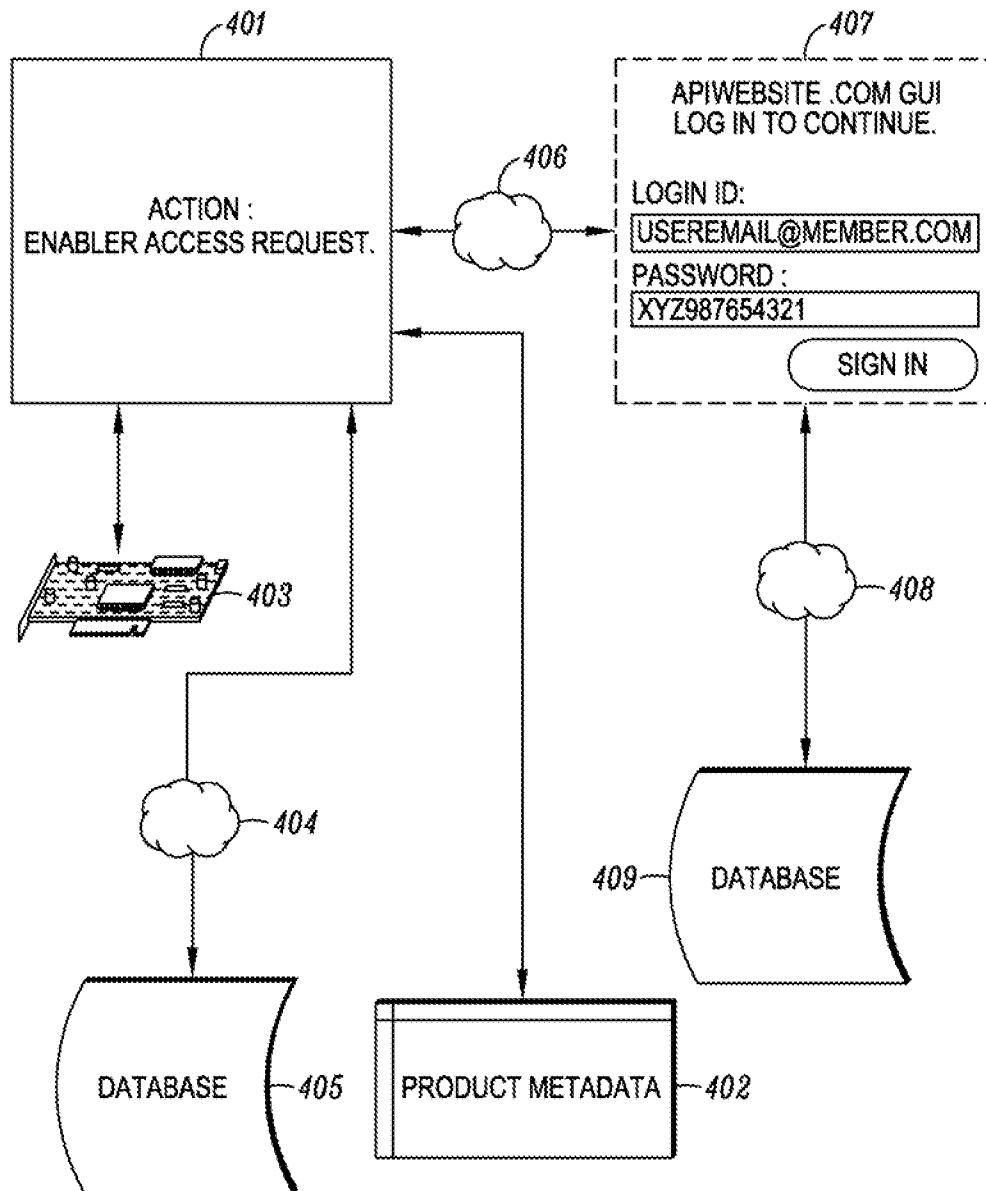 401
407
ACTION :
ENABLER ACCESS REQUEST.
406
APIWEBSITE .COM GUI
LOG IN TO CONTINUE.
LOGIN ID:
USEREMAIL@MEMBER.COM
PASSWORD :
XYZ987654321
SIGN IN
403
408
404
409
DATABASE
DATABASE
405
PRODUCT METADATA
402